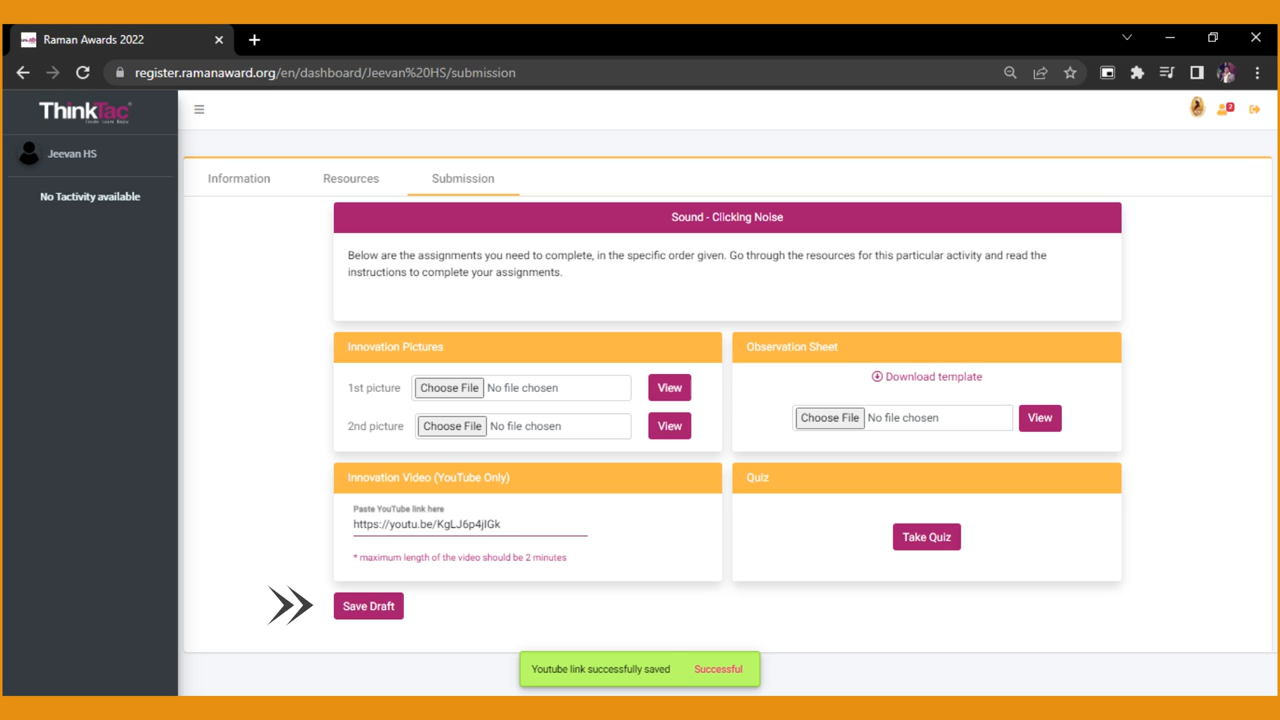 Raman Awards 2022
register.ramanaward.org/en/dashboard/Jeevan%20HS/submission
ThinkTac
Jeevan HS
No Tactivity available
Information Resources Submission
Sound - Clicking Noise
Below are the assignments you need to complete, in the specific order given. Go through the resources for this particular activity and read the
instructions to complete your assignments.
Innovation Pictures
1st picture Choose File No file chosen View
2nd picture Choose File No file chosen View
Observation Sheet
Download template
Choose File No file chosen View
Innovation Video (YouTube Only)
Paste YouTube link here
https://youtu.be/KgLJ6p4jIGk
* maximum length of the video should be 2 minutes
Quiz
Take Quiz
Save Draft
Youtube link successfully saved Successful